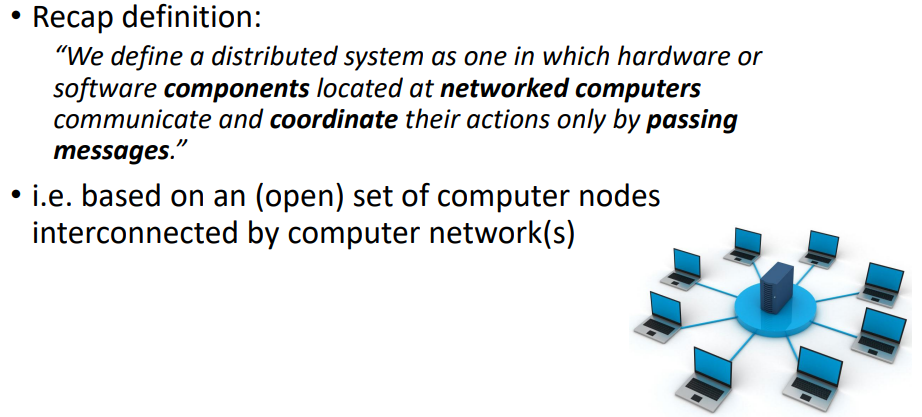 • Recap definition:
“We define a distributed system as one in which hardware or
software components located at networked computers
communicate and coordinate their actions only by passing
messages.”
• i.e. based on an (open) set of computer nodes
interconnected by computer network(s)